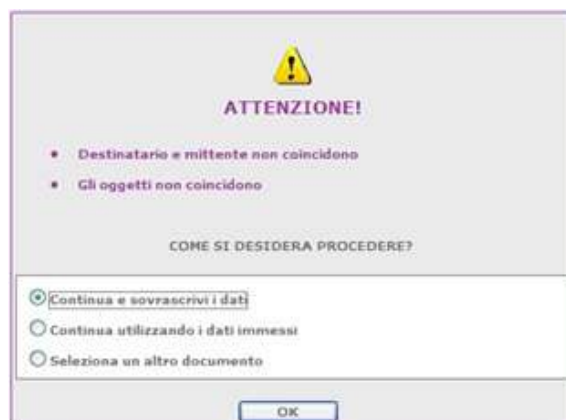 ATTENZIONE!
Destinatario e mittente non coincidono
Gli oggetti non coincidono
COME SI DESIDERA PROCEDERE?
Continua e sovrascrivi i dati
Continua utilizzando i dati immessi
Seleziona un altro documento
OK